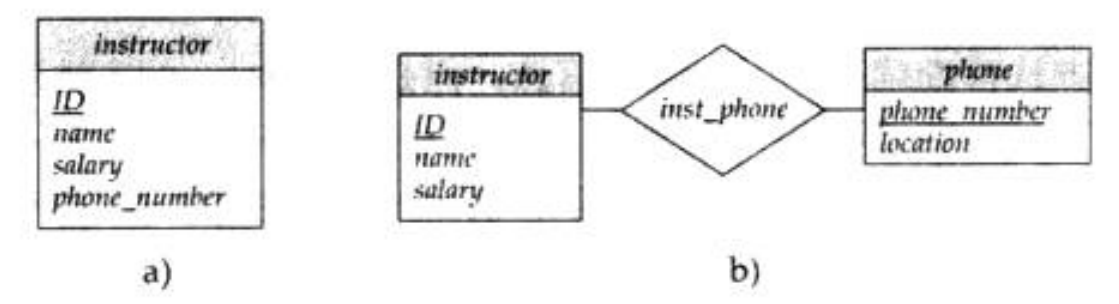 instructor
ID
name
salary
phone_number
a)
instructor
ID
name
salary
inst_phone
phone
phone_number
location
b)